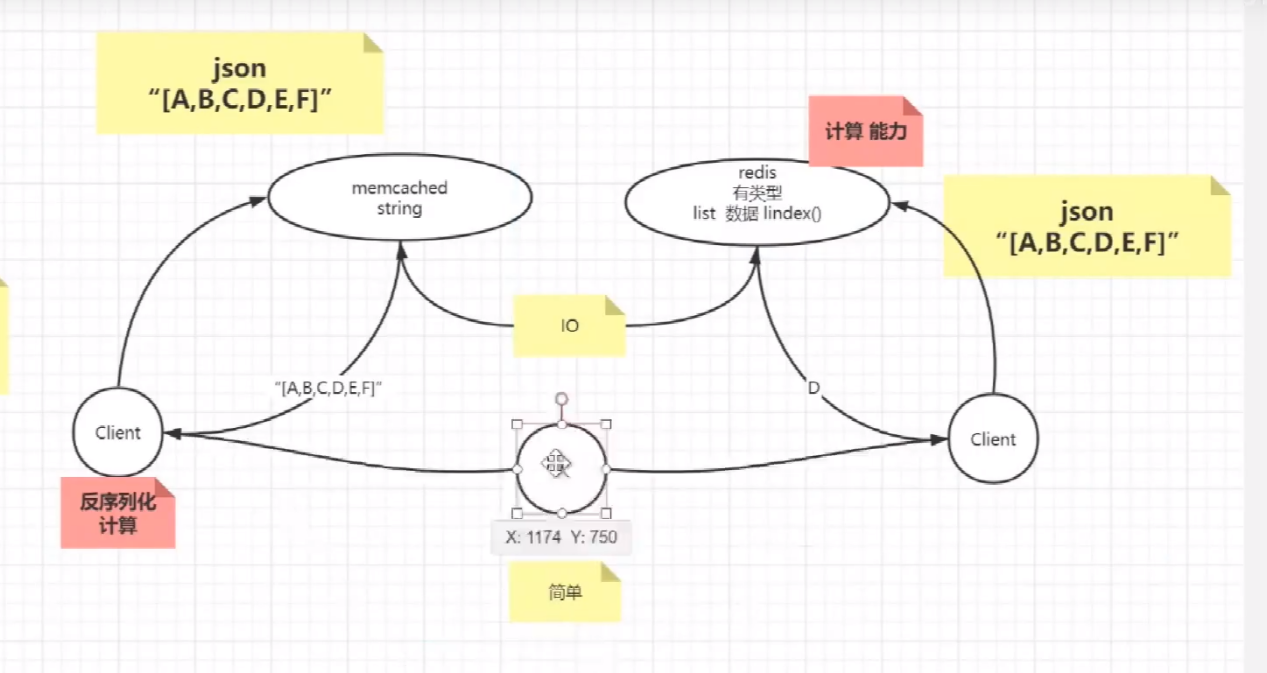 json
“[A,B,C,D,E,F]”
计算 能力
memcached
string
redis
有类型
list 数据 lindex()
json
“[A,B,C,D,E,F]”
IO
“[A,B,C,D,E,F]”
D
Client
Client
反序列化
计算
X: 1174 Y: 750
简单